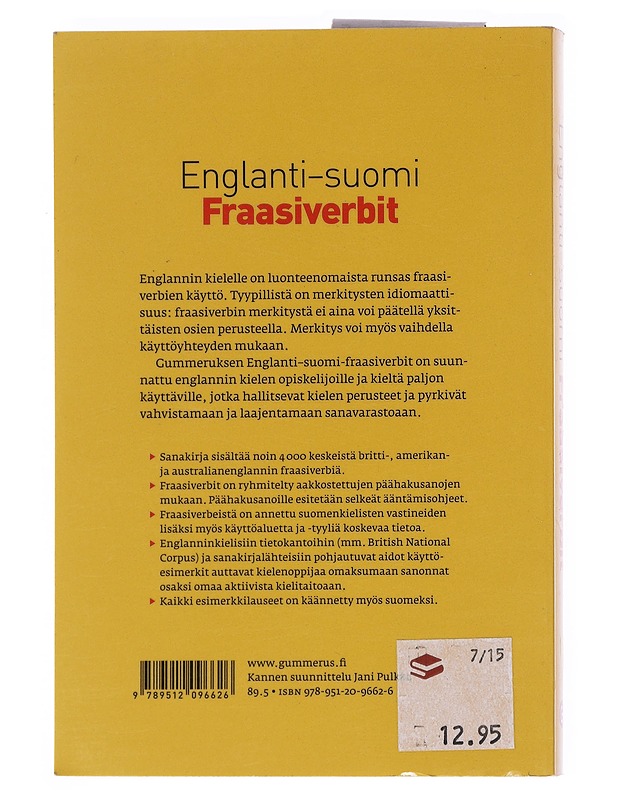 Englanti–suomi
Fraasiverbit
Englannin kielelle on luonteenomaista runsas fraasi-
verbien käyttö. Tyypillistä on merkitysten idiomaatti-
suus: fraasiverbin merkitystä ei aina voi päätellä yksit-
täisten osien perusteella. Merkitys voi myös vaihdella
käyttöyhteyden mukaan.
Gummeruksen Englanti–suomi-fraasiverbit on suun-
nattu englannin kielen opiskelijoille ja kieltä paljon
käyttäville, jotka hallitsevat kielen perusteet ja pyrkivät
vahvistamaan ja laajentamaan sanavarastoaan.
▸ Sanakirja sisältää noin 4 000 keskeistä britti-, amerikan-
ja australianenglannin fraasiverbiä.
▸ Fraasiverbit on ryhmitelty aakkostettujen päähakusanojen
mukaan. Päähakusanoille esitetään selkeät ääntämisohjeet.
▸ Fraasiverbeistä on annettu suomenkielisten vastineiden
lisäksi myös käyttöaluetta ja -tyyliä koskevaa tietoa.
▸ Englanninkielisiin tietokantoihin (mm. British National
Corpus) ja sanakirjalähteisiin pohjautuvat aidot käyttö-
esimerkit auttavat kielenoppijaa omaksumaan sanonnat
osaksi omaa aktiivista kielitaitoaan.
▸ Kaikki esimerkkilauseet on käännetty myös suomeksi.
www.gummerus.fi
Kannen suunnittelu Jani
89.5 • ISBN 978-951-20-9662-6
9 789512 096626
7/15
12.95